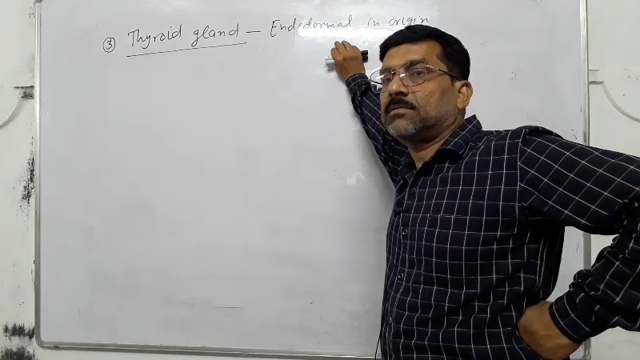 ③ Thyroid gland — Endodermal in origin